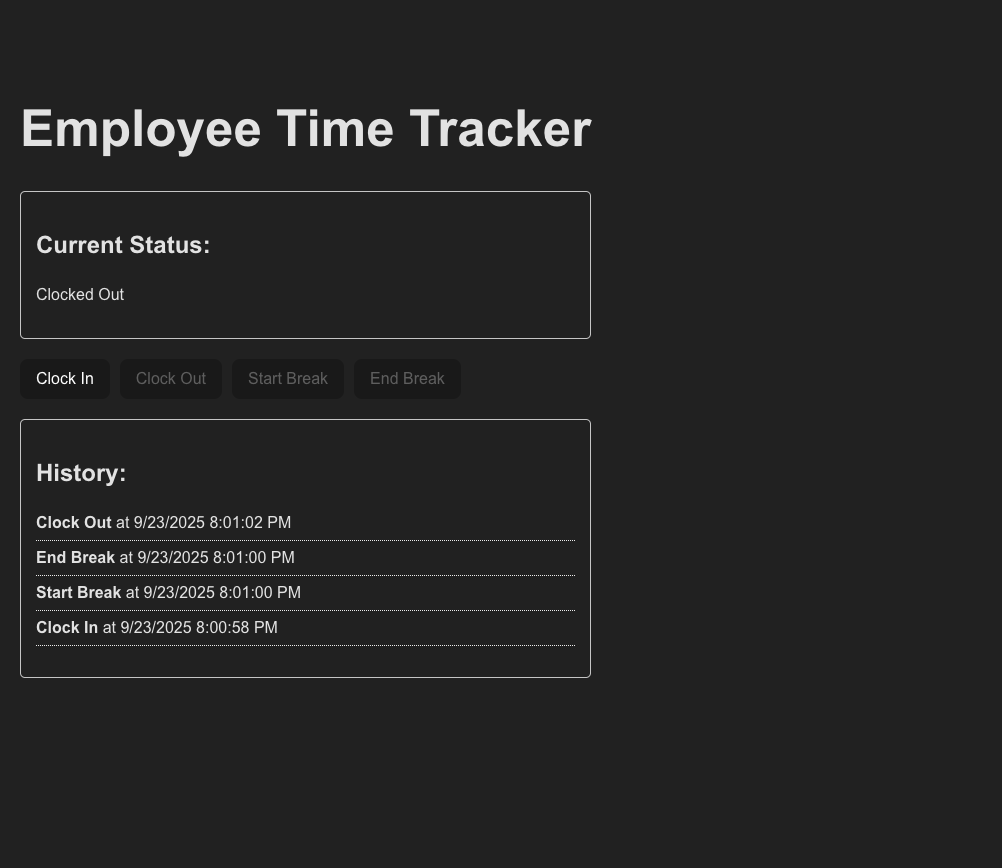 Employee Time Tracker
Current Status:
Clocked Out
Clock In Clock Out Start Break End Break
History:
Clock Out at 9/23/2025 8:01:02 PM
End Break at 9/23/2025 8:01:00 PM
Start Break at 9/23/2025 8:01:00 PM
Clock In at 9/23/2025 8:00:58 PM